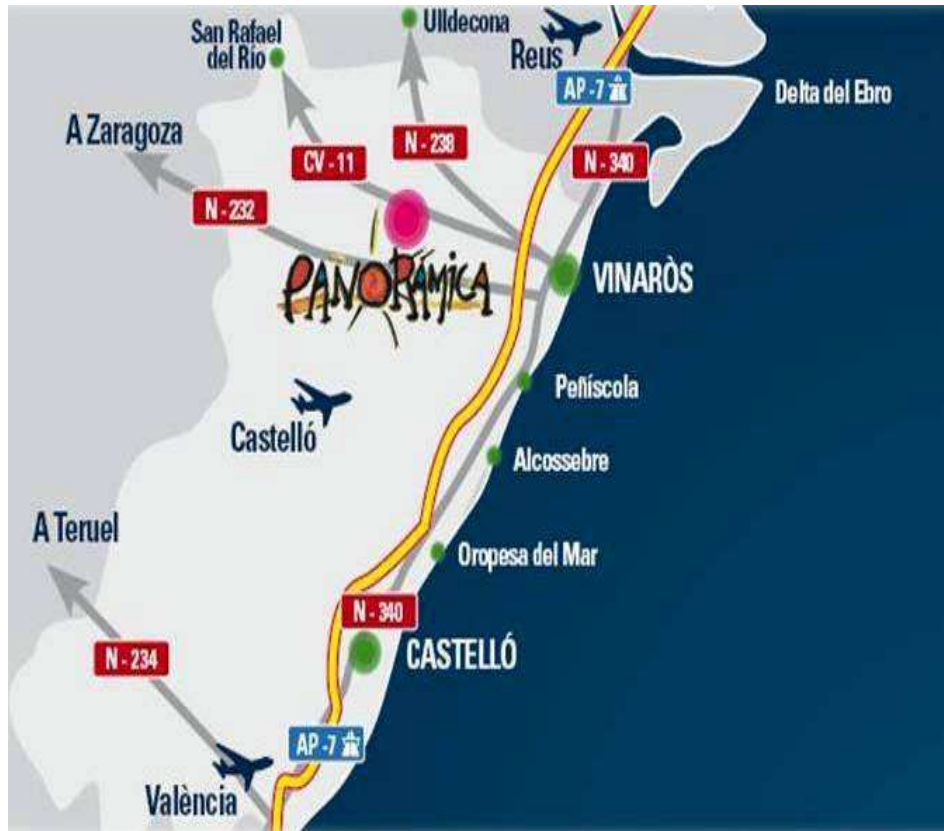 Ulldecona
San Rafael
del Río
Reus
AP -7
Delta del Ebro
A Zaragoza
N - 238
CV - 11
N - 340
N - 232
PANORÁMICA
VINARÒS
Peñíscola
Castelló
Alcossebre
A Teruel
Oropesa del Mar
N - 340
CASTELLÓ
N - 234
AP -7
València